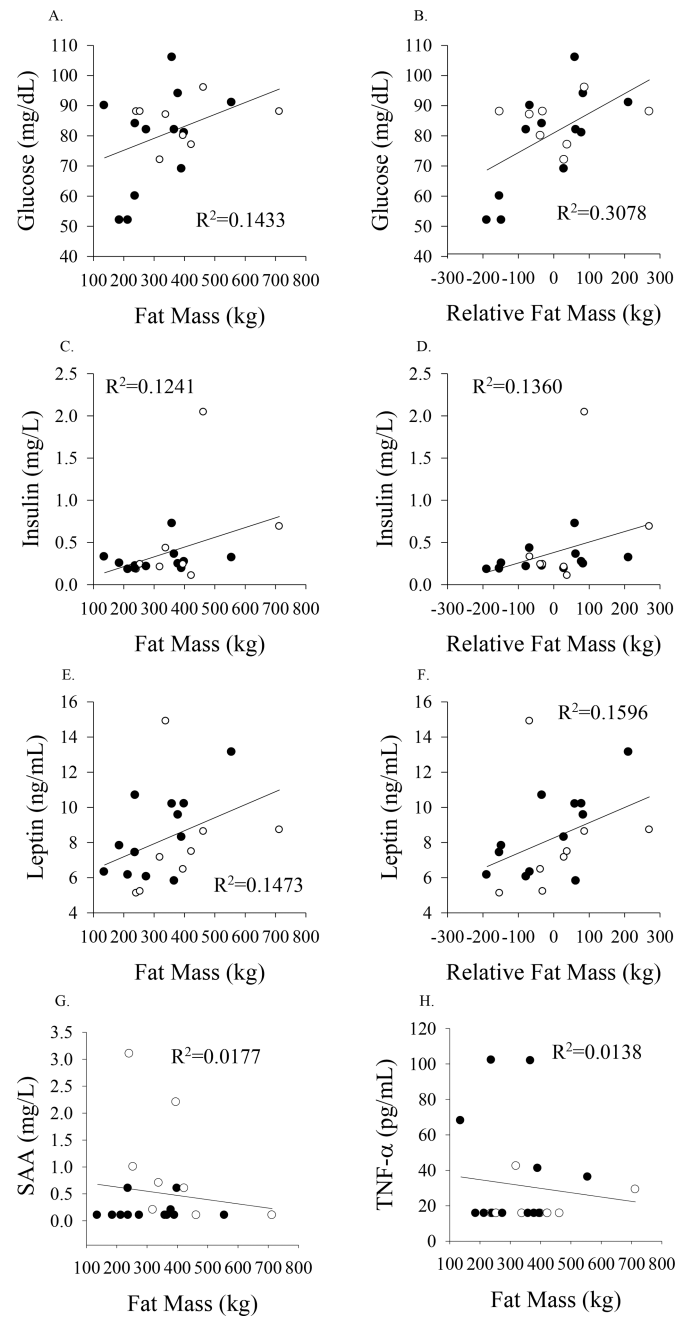 A.
B.
110
100
90
80
70
60
50
40
Glucose (mg/dL)
R²=0.1433
100 200 300 400 500 600 700 800
Fat Mass (kg)
110
100
90
80
70
60
50
40
Glucose (mg/dL)
R²=0.3078
-300 -200 -100 0 100 200 300
Relative Fat Mass (kg)
C.
D.
2.5
2.0
1.5
1.0
0.5
0.0
Insulin (mg/L)
R²=0.1241
100 200 300 400 500 600 700 800
Fat Mass (kg)
2.5
2.0
1.5
1.0
0.5
0.0
Insulin (mg/L)
R²=0.1360
-300 -200 -100 0 100 200 300
Relative Fat Mass (kg)
E.
F.
16
14
12
10
8
6
4
Leptin (ng/mL)
R²=0.1473
100 200 300 400 500 600 700 800
Fat Mass (kg)
16
14
12
10
8
6
4
Leptin (ng/mL)
R²=0.1596
-300 -200 -100 0 100 200 300
Relative Fat Mass (kg)
G.
H.
3.5
3.0
2.5
2.0
1.5
1.0
0.5
0.0
SAA (mg/L)
R²=0.0177
100 200 300 400 500 600 700 800
Fat Mass (kg)
120
100
80
60
40
20
0
TNF-α (pg/mL)
R²=0.0138
100 200 300 400 500 600 700 800
Fat Mass (kg)